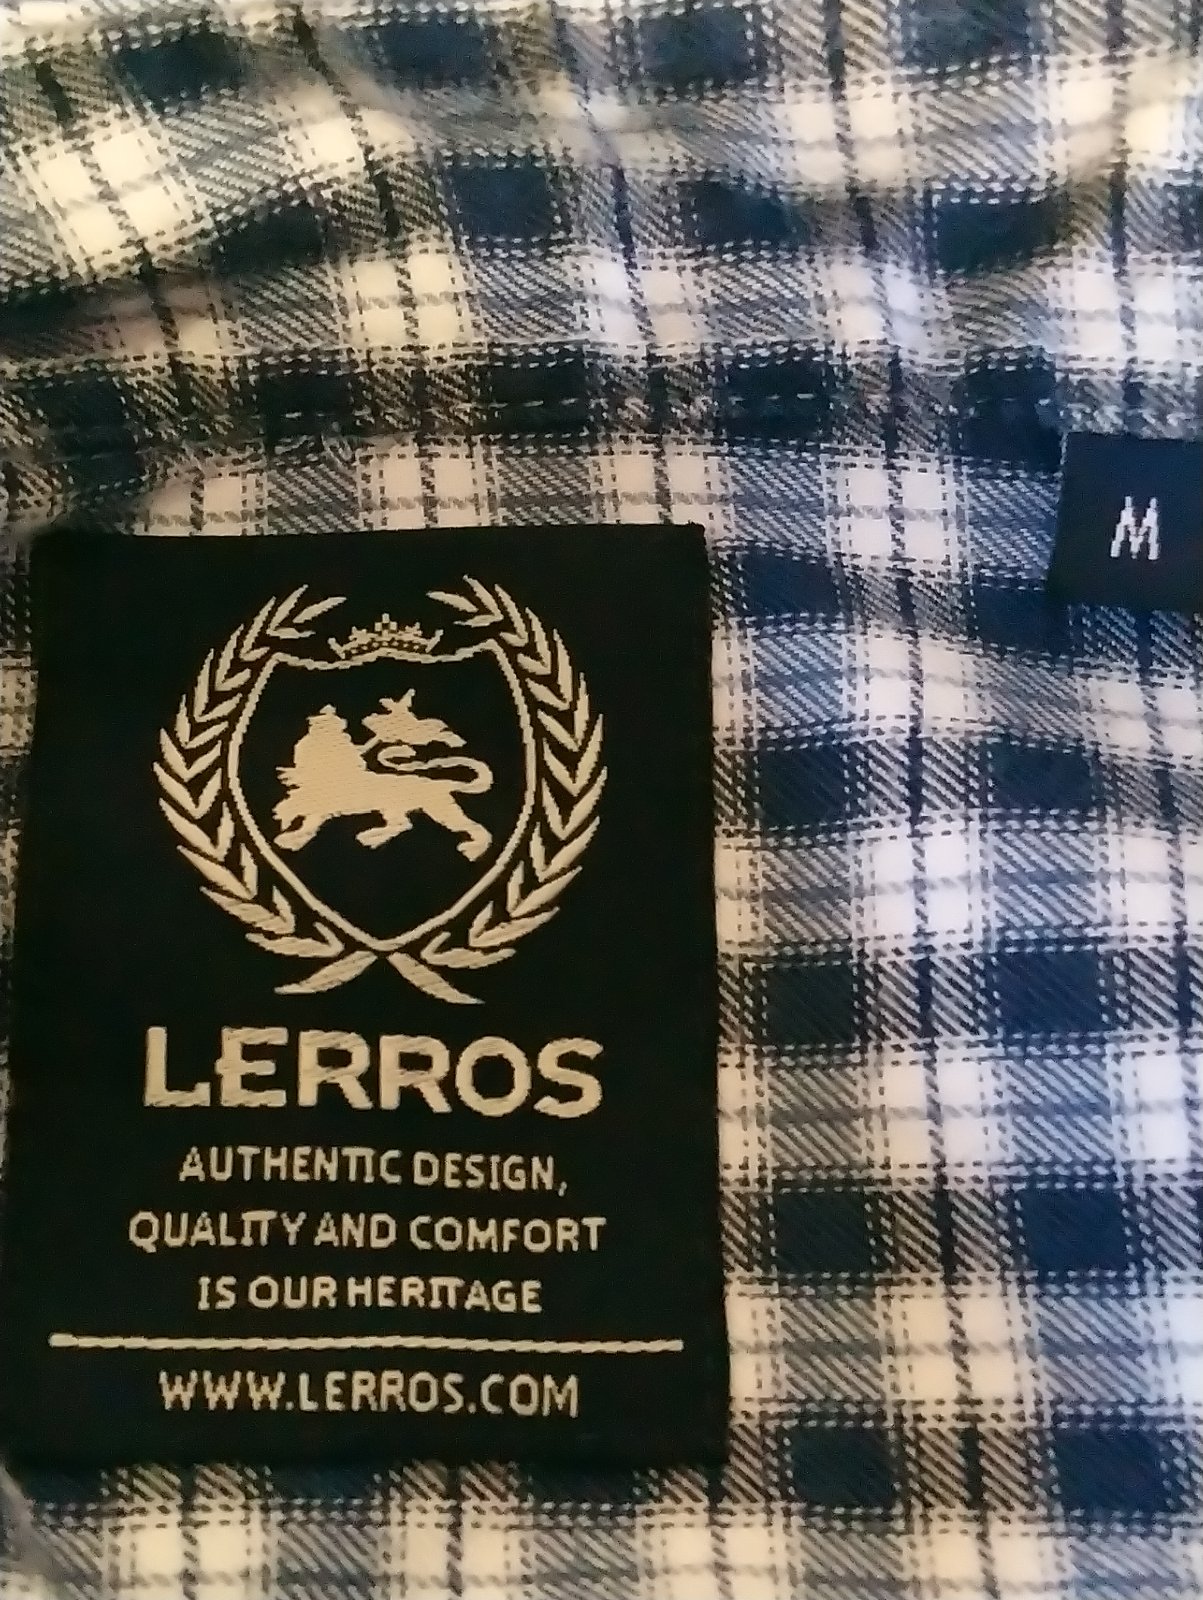 M
LERROS
AUTHENTIC DESIGN,
QUALITY AND COMFORT
IS OUR HERITAGE
WWW.LERROS.COM